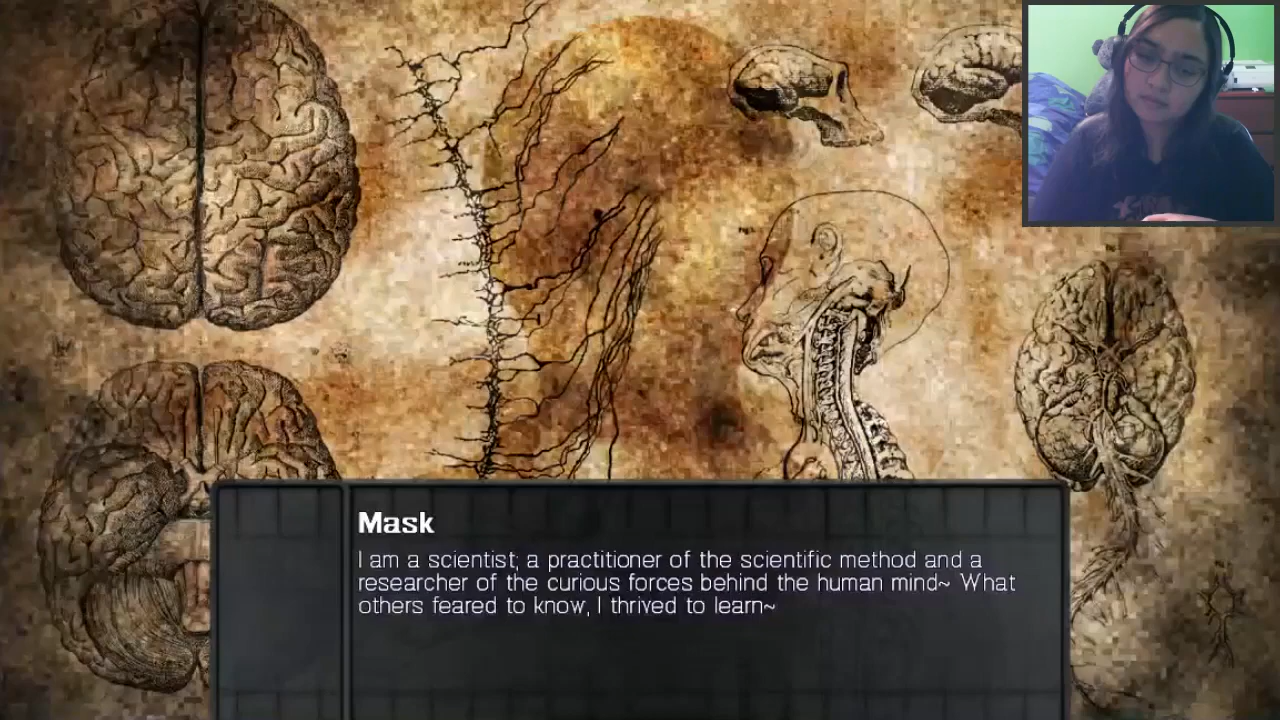 Mask
I am a scientist; a practitioner of the scientific method and a
researcher of the curious forces behind the human mind~ What
others feared to know, I thrived to learn~